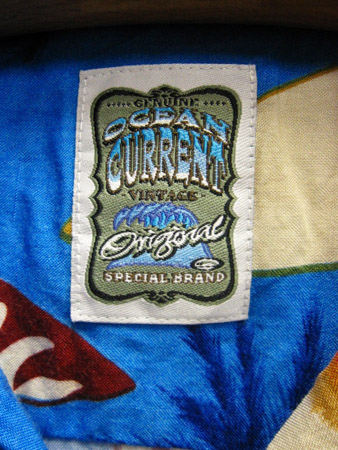 GENUINE
OCEAN
CURRENT
VINTAGE
Original
SPECIAL BRAND